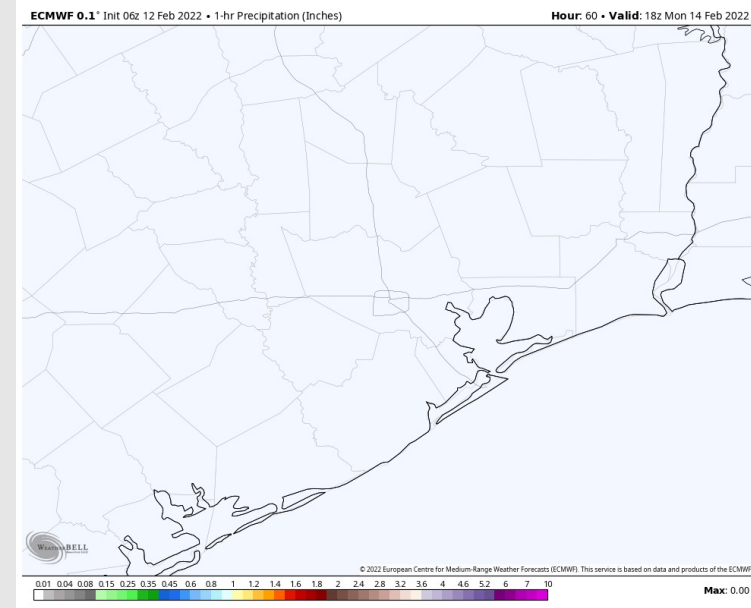 ECMWF 0.1° Init 06z 12 Feb 2022 • 1-hr Precipitation (Inches) Hour: 60 • Valid: 18z Mon 14 Feb 2022
WEATHERBELL
© 2022 European Centre for Medium-Range Weather Forecasts (ECMWF). This service is based on data and products of the ECMWF
0.01 0.04 0.08 0.15 0.25 0.35 0.45 0.6 0.8 1 1.2 1.4 1.6 1.8 2 2.4 2.8 3.2 3.6 4 4.6 5.2 6 7 10 Max: 0.00